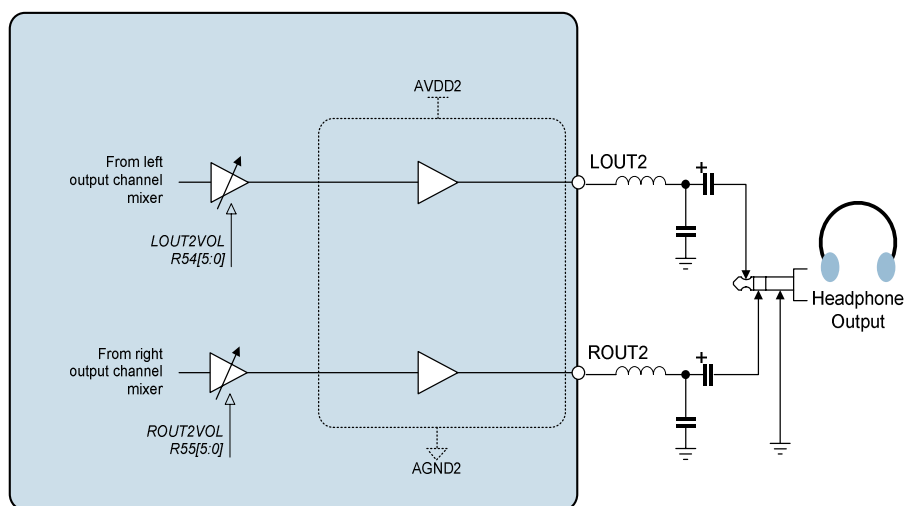 AVDD2
From left
output channel
mixer
LOUT2VOL
R54[5:0]
LOUT2
+
Headphone
Output
From right
output channel
mixer
ROUT2VOL
R55[5:0]
ROUT2
+
AGND2